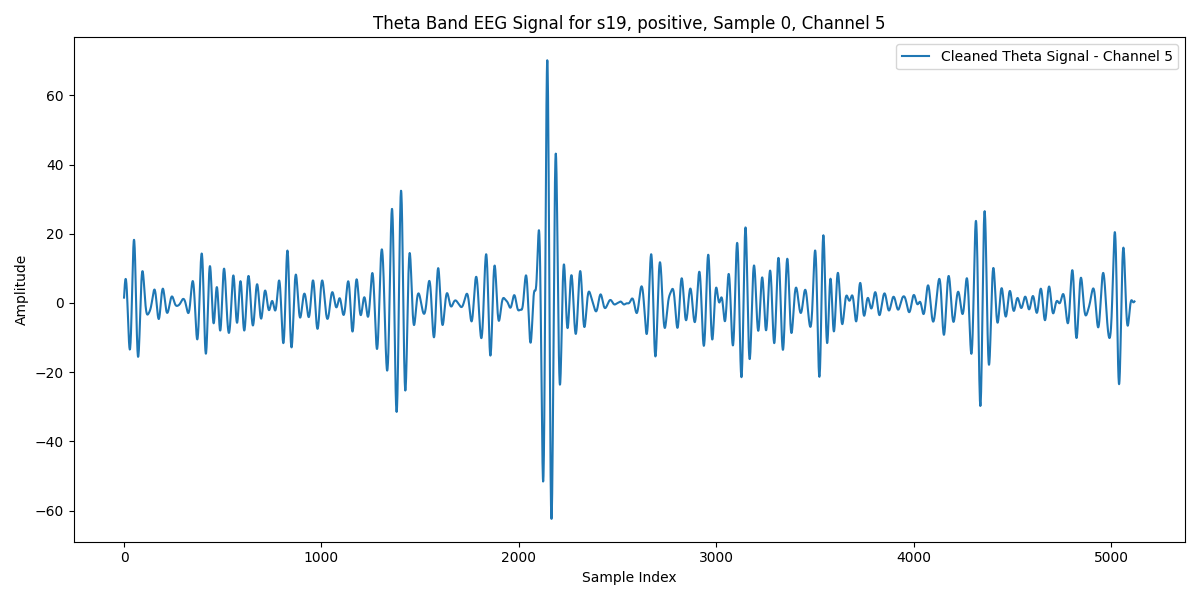 Theta Band EEG Signal for s19, positive, Sample 0, Channel 5
Cleaned Theta Signal - Channel 5
Amplitude
60
40
20
0
−20
−40
−60
0 1000 2000 3000 4000 5000
Sample Index